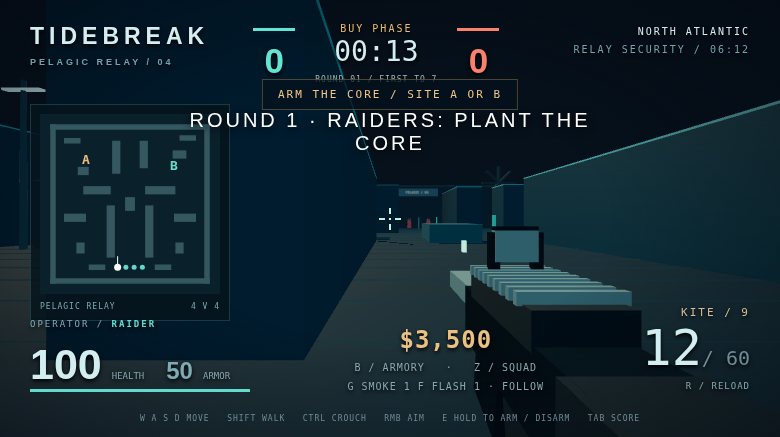 TIDEBREAK
PELAGIC RELAY / 04
BUY PHASE
0 00:13 0
ROUND 01 / FIRST TO 7
NORTH ATLANTIC
RELAY SECURITY / 06:12
ARM THE CORE / SITE A OR B
ROUND 1 · RAIDERS: PLANT THE
CORE
A
B
PELAGIC RELAY 4 V 4
OPERATOR / RAIDER
100 HEALTH 50 ARMOR
$3,500
B / ARMORY · Z / SQUAD
G SMOKE 1 F FLASH 1 · FOLLOW
KITE / 9
12 / 60
R / RELOAD
W A S D MOVE SHIFT WALK CTRL CROUCH RMB AIM E HOLD TO ARM / DISARM TAB SCORE